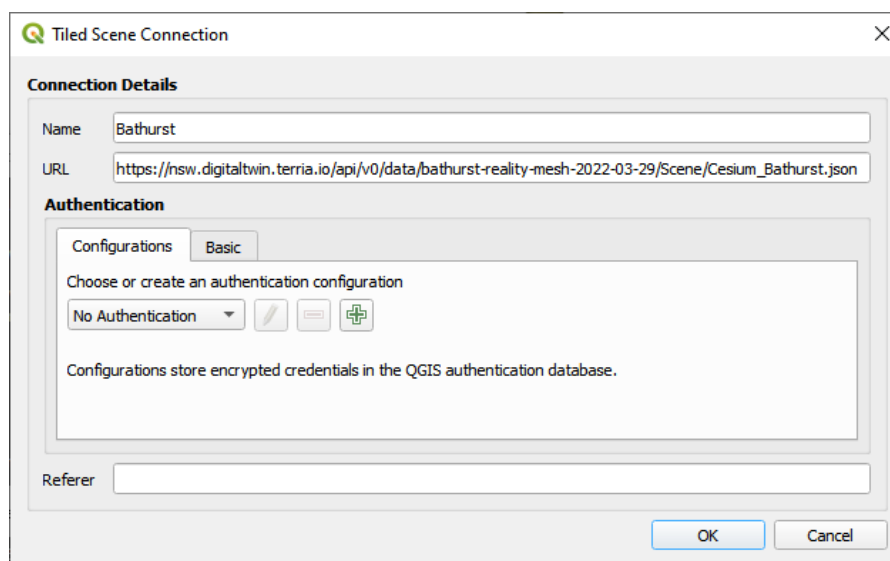 Tiled Scene Connection
Connection Details
Name Bathurst
URL https://nsw.digitaltwin.terria.io/api/v0/data/bathurst-reality-mesh-2022-03-29/Scene/Cesium_Bathurst.json
Authentication
Configurations Basic
Choose or create an authentication configuration
No Authentication
Configurations store encrypted credentials in the QGIS authentication database.
Referer
OK Cancel